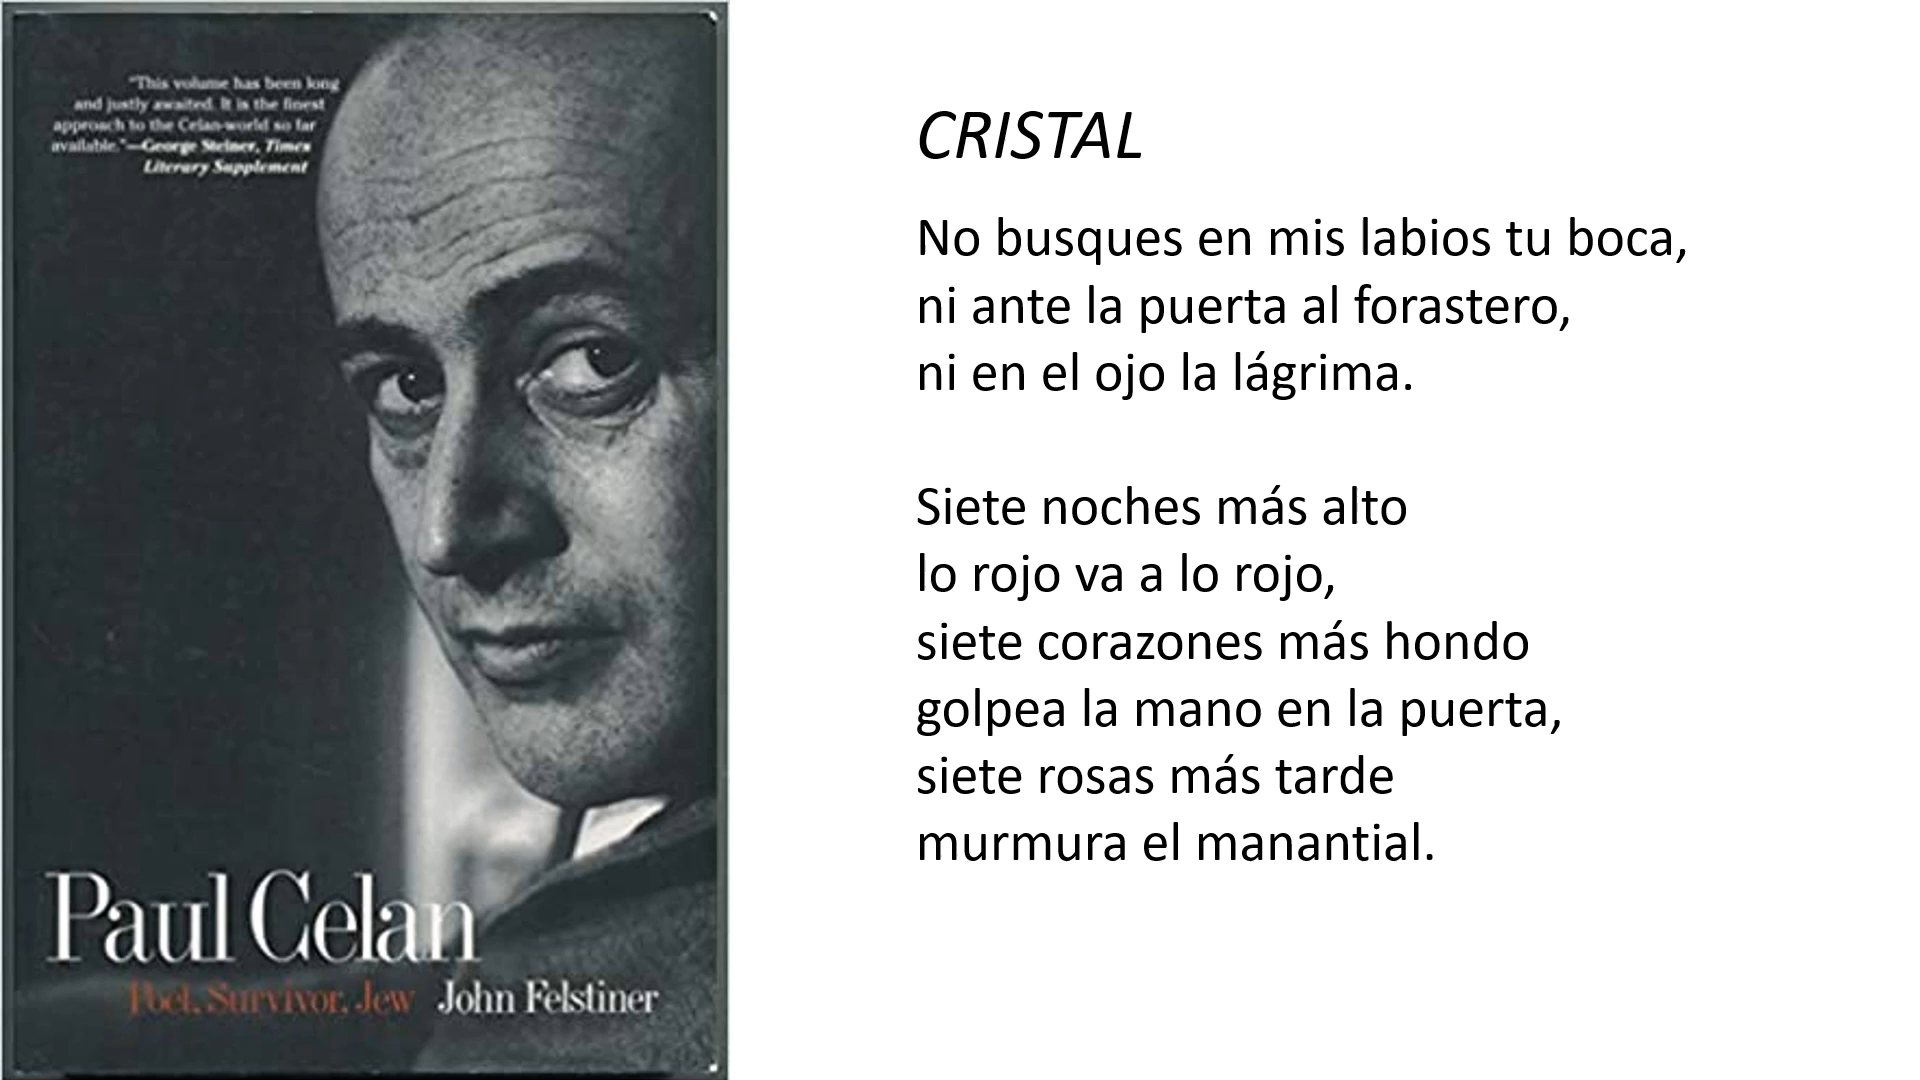 "This volume has been long
and justly awaited. It is the finest
approach to the Celan-world so far
available."—George Steiner, Times
Literary Supplement
Paul Celan
Poet, Survivor, Jew John Felstiner
CRISTAL
No busques en mis labios tu boca,
ni ante la puerta al forastero,
ni en el ojo la lágrima.
Siete noches más alto
lo rojo va a lo rojo,
siete corazones más hondo
golpea la mano en la puerta,
siete rosas más tarde
murmura el manantial.